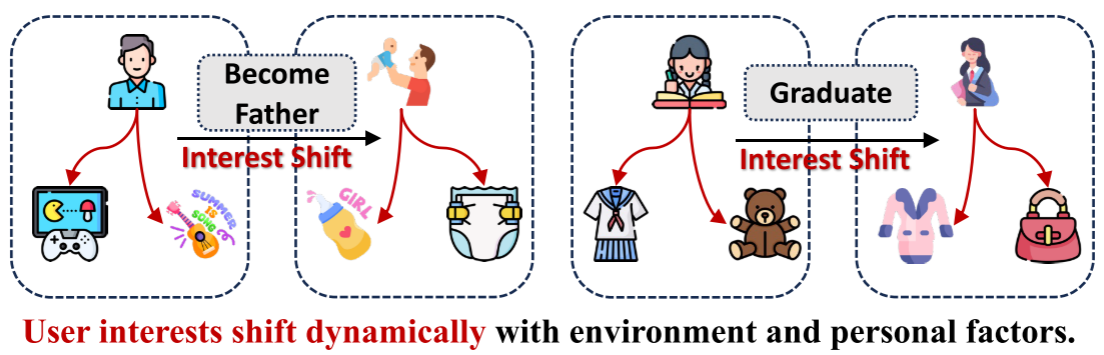 Become
Father
Interest Shift
SUMMER
IS
SONG
GIRL
Graduate
Interest Shift
User interests shift dynamically with environment and personal factors.